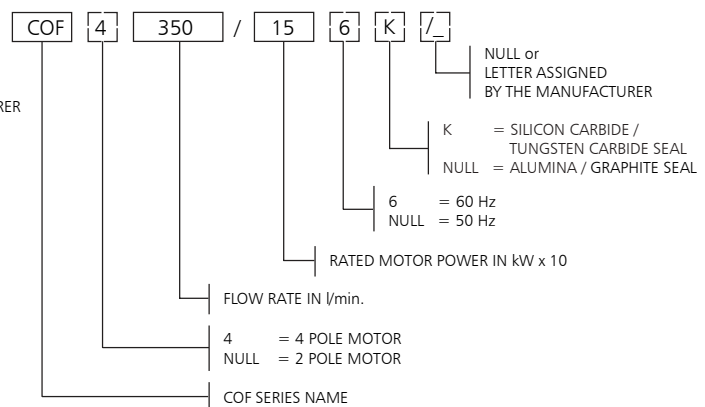 COF 4 350 / 15 6 K /_
NULL or
LETTER ASSIGNED
BY THE MANUFACTURER
RER
K = SILICON CARBIDE /
TUNGSTEN CARBIDE SEAL
NULL = ALUMINA / GRAPHITE SEAL
6 = 60 Hz
NULL = 50 Hz
RATED MOTOR POWER IN kW x 10
FLOW RATE IN l/min.
4 = 4 POLE MOTOR
NULL = 2 POLE MOTOR
COF SERIES NAME